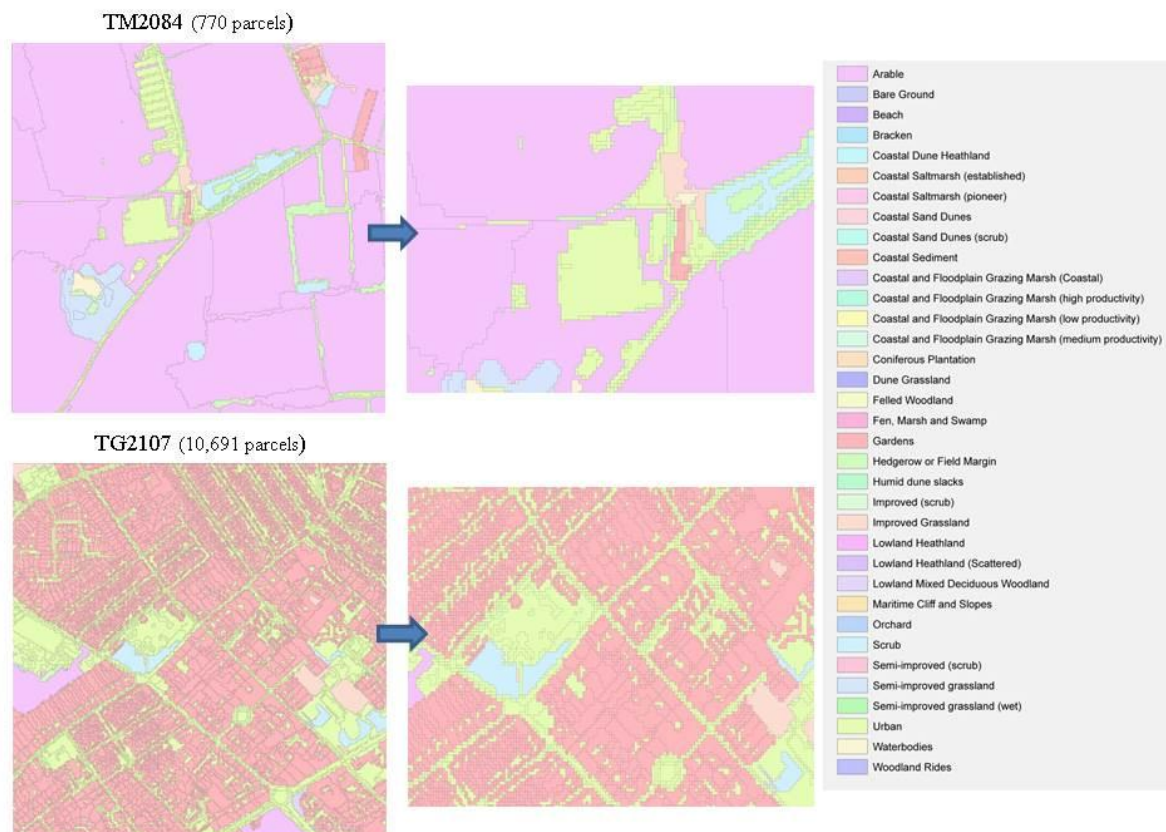 TM2084 (770 parcels)
TG2107 (10,691 parcels)
Arable
Bare Ground
Beach
Bracken
Coastal Dune Heathland
Coastal Saltmarsh (established)
Coastal Saltmarsh (pioneer)
Coastal Sand Dunes
Coastal Sand Dunes (scrub)
Coastal Sediment
Coastal and Floodplain Grazing Marsh (Coastal)
Coastal and Floodplain Grazing Marsh (high productivity)
Coastal and Floodplain Grazing Marsh (low productivity)
Coastal and Floodplain Grazing Marsh (medium productivity)
Coniferous Plantation
Dune Grassland
Felled Woodland
Fen, Marsh and Swamp
Gardens
Hedgerow or Field Margin
Humid dune slacks
Improved (scrub)
Improved Grassland
Lowland Heathland
Lowland Heathland (Scattered)
Lowland Mixed Deciduous Woodland
Maritime Cliff and Slopes
Orchard
Scrub
Semi-improved (scrub)
Semi-improved grassland
Semi-improved grassland (wet)
Urban
Waterbodies
Woodland Rides